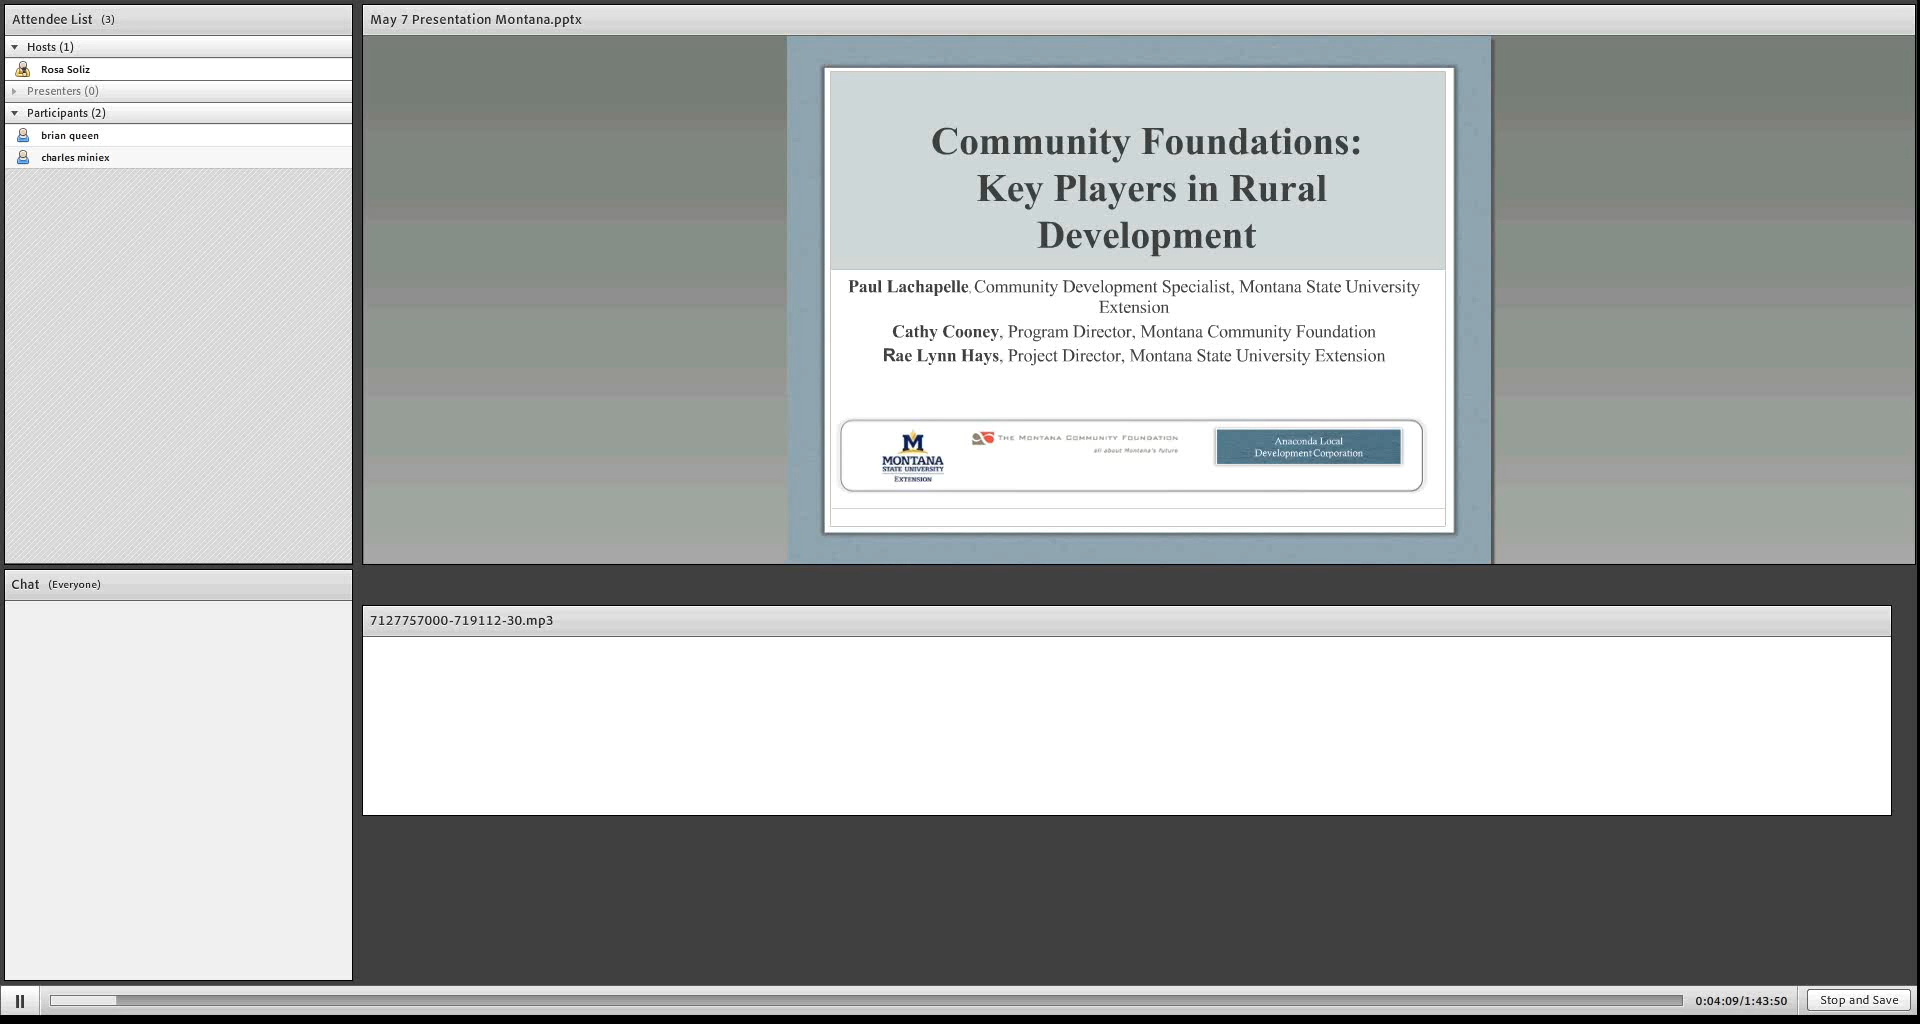 Attendee List (3)
Hosts (1)
Rosa Soliz
Presenters (0)
Participants (2)
brian queen
charles miniex
Chat (Everyone)
May 7 Presentation Montana.pptx
Community Foundations:
Key Players in Rural
Development
Paul Lachapelle, Community Development Specialist, Montana State University
Extension
Cathy Cooney, Program Director, Montana Community Foundation
Rae Lynn Hays, Project Director, Montana State University Extension
M
MONTANA
STATE UNIVERSITY
EXTENSION
THE MONTANA COMMUNITY FOUNDATION
all about Montana's future
Anaconda Local
Development Corporation
7127757000-719112-30.mp3
0:04:09/1:43:50
Stop and Save